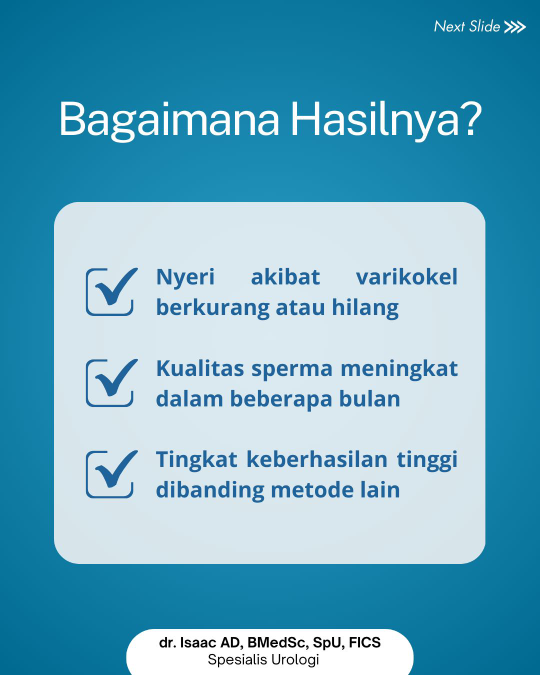 Next Slide
Bagaimana Hasilnya?
Nyeri akibat varikokel
berkurang atau hilang
Kualitas sperma meningkat
dalam beberapa bulan
Tingkat keberhasilan tinggi
dibanding metode lain
dr. Isaac AD, BMedSc, SpU, FICS
Spesialis Urologi